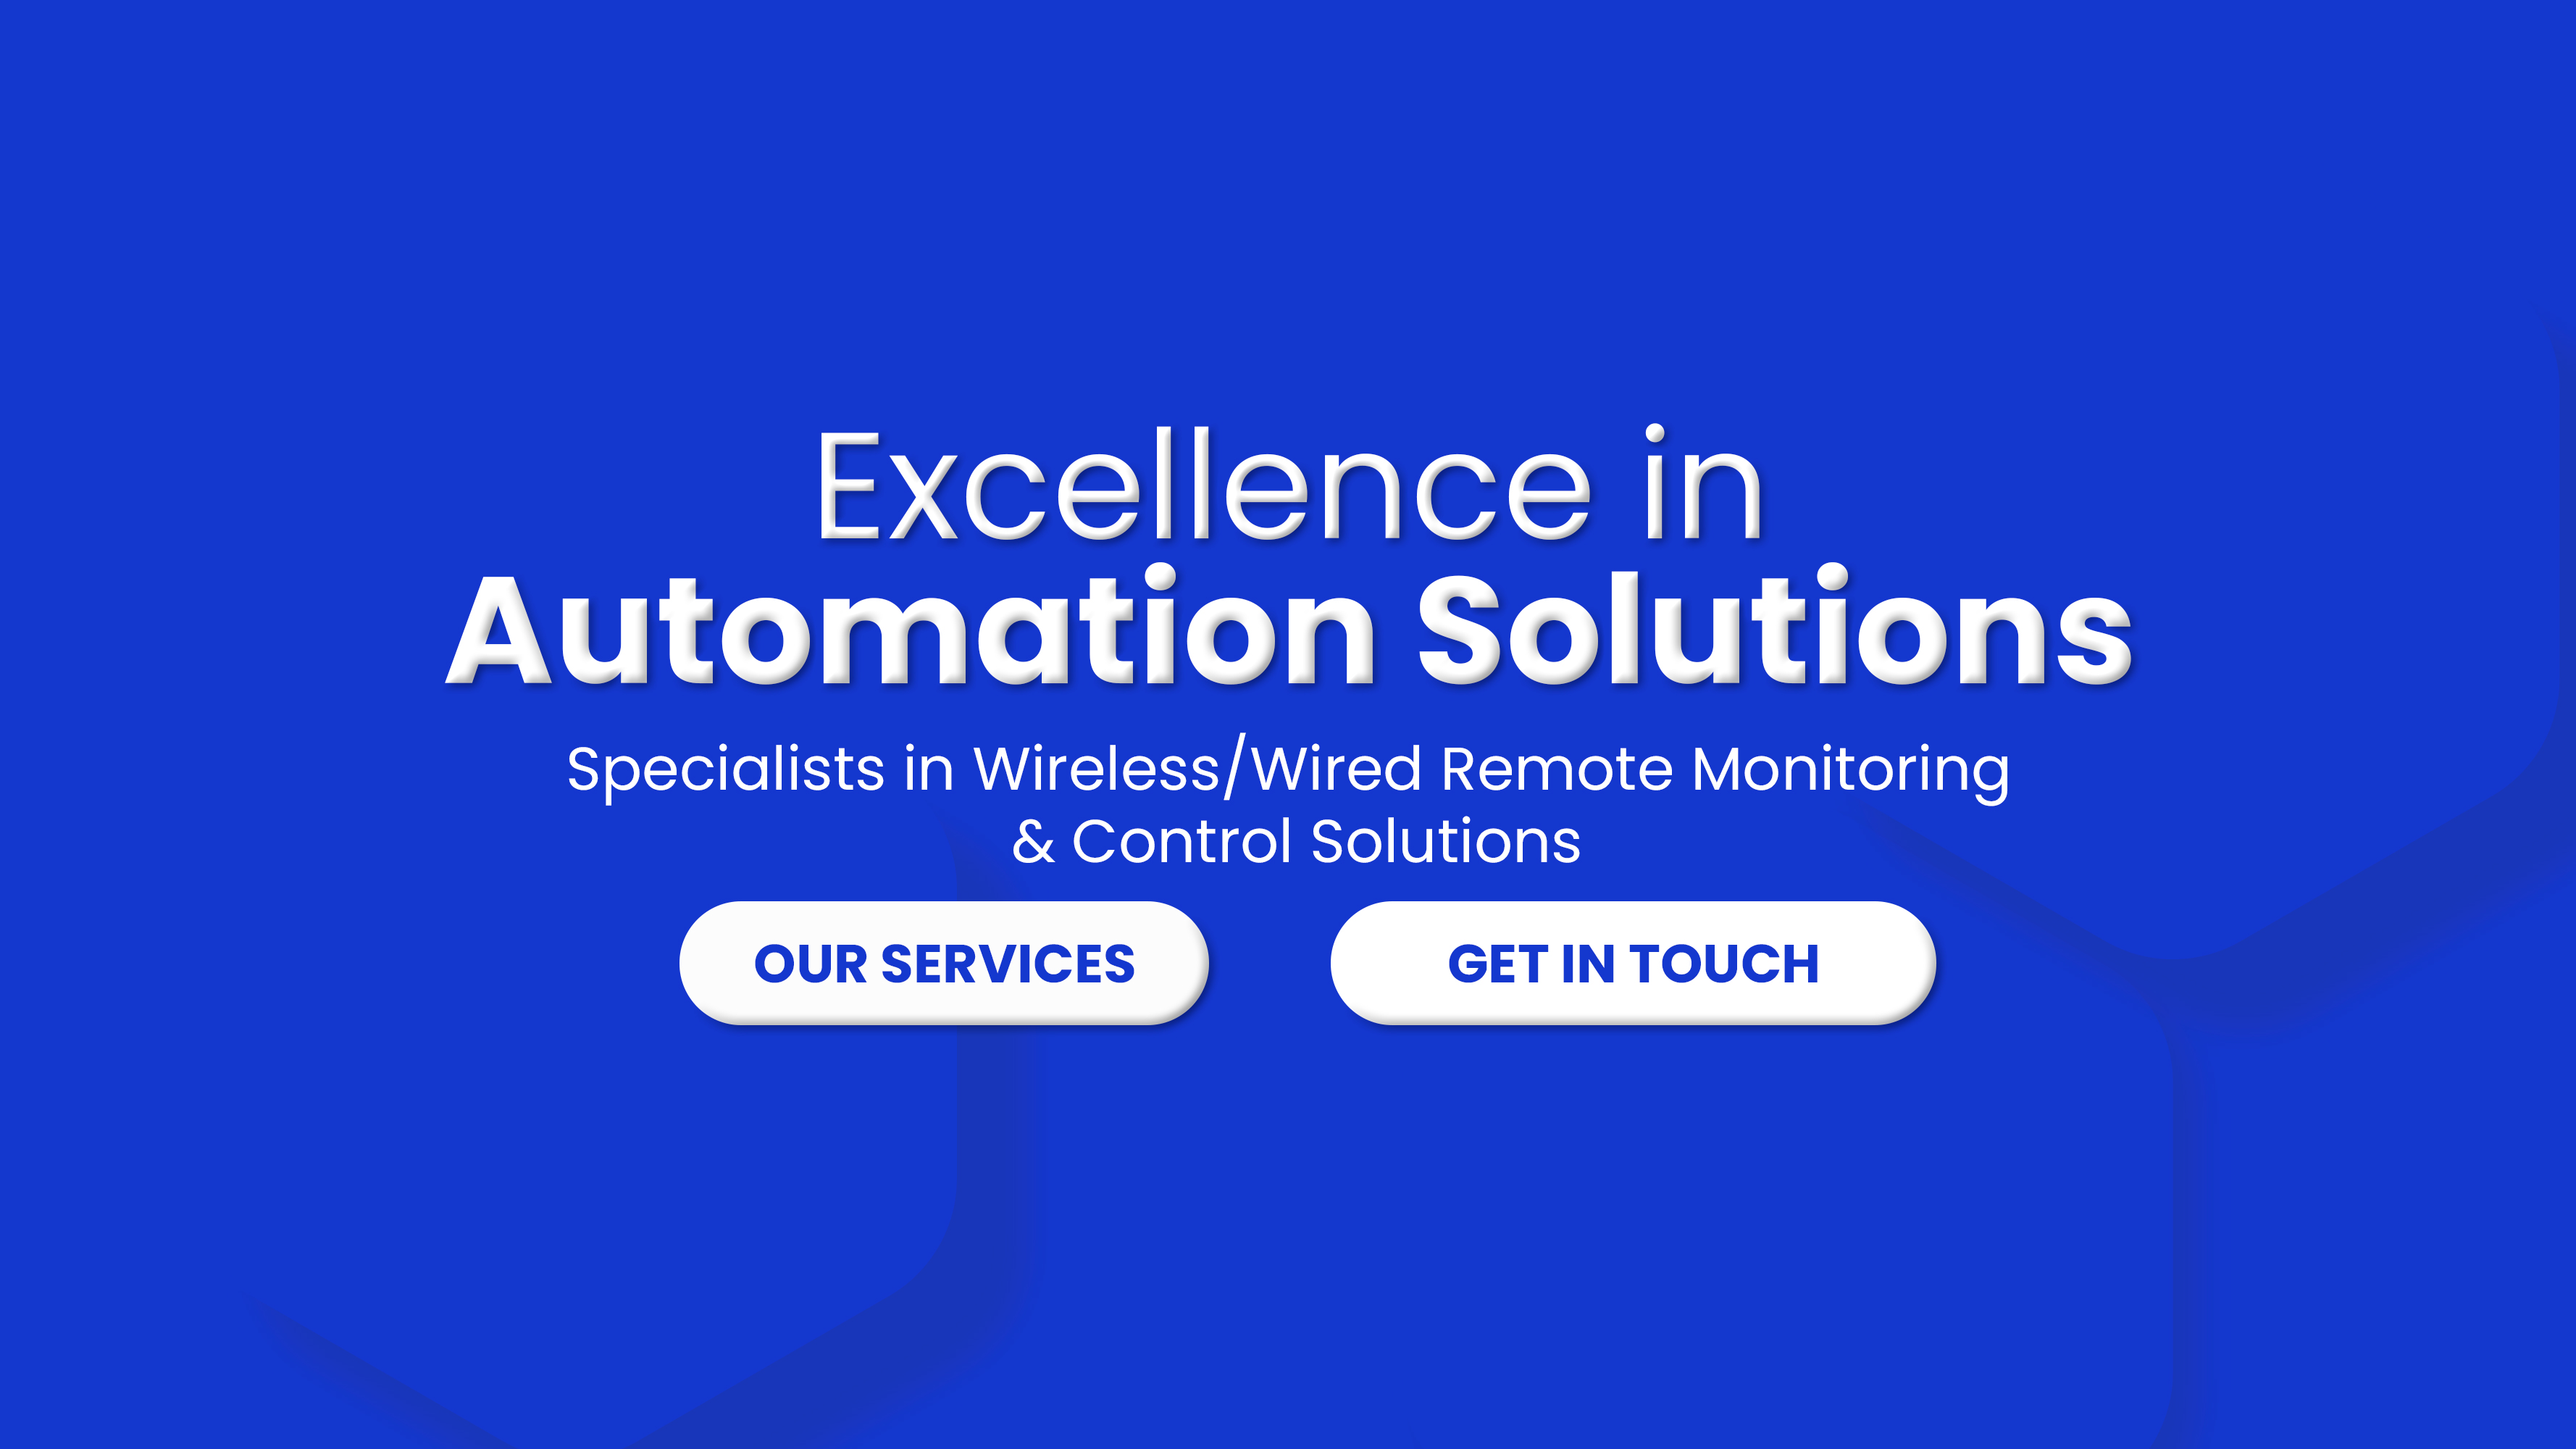 Excellence in
Automation Solutions
Specialists in Wireless/Wired Remote Monitoring
& Control Solutions
OUR SERVICES
GET IN TOUCH